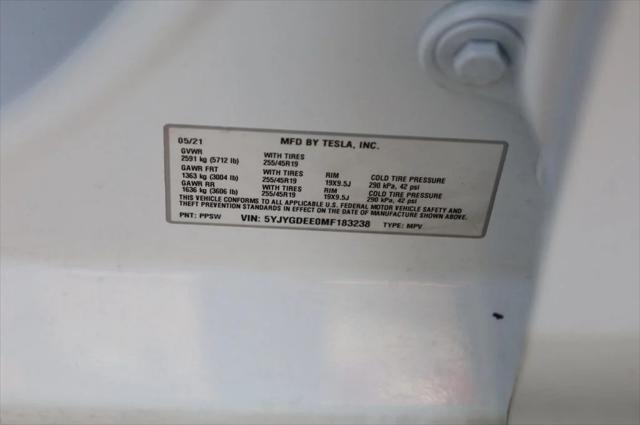 05/21 MFD BY TESLA, INC.
GVWR
2591 kg (5712 lb) WITH TIRES 255/45R19
GAWR FRT
1363 kg (3004 lb) WITH TIRES 255/45R19 RIM 19X9.5J COLD TIRE PRESSURE 290 kPa, 42 psi
GAWR RR
1636 kg (3606 lb) WITH TIRES 255/45R19 RIM 19X9.5J COLD TIRE PRESSURE 290 kPa, 42 psi
THIS VEHICLE CONFORMS TO ALL APPLICABLE U.S. FEDERAL MOTOR VEHICLE SAFETY AND
THEFT PREVENTION STANDARDS IN EFFECT ON THE DATE OF MANUFACTURE SHOWN ABOVE.
PNT: PPSW VIN: 5YJYGDEE0MF183238 TYPE: MPV